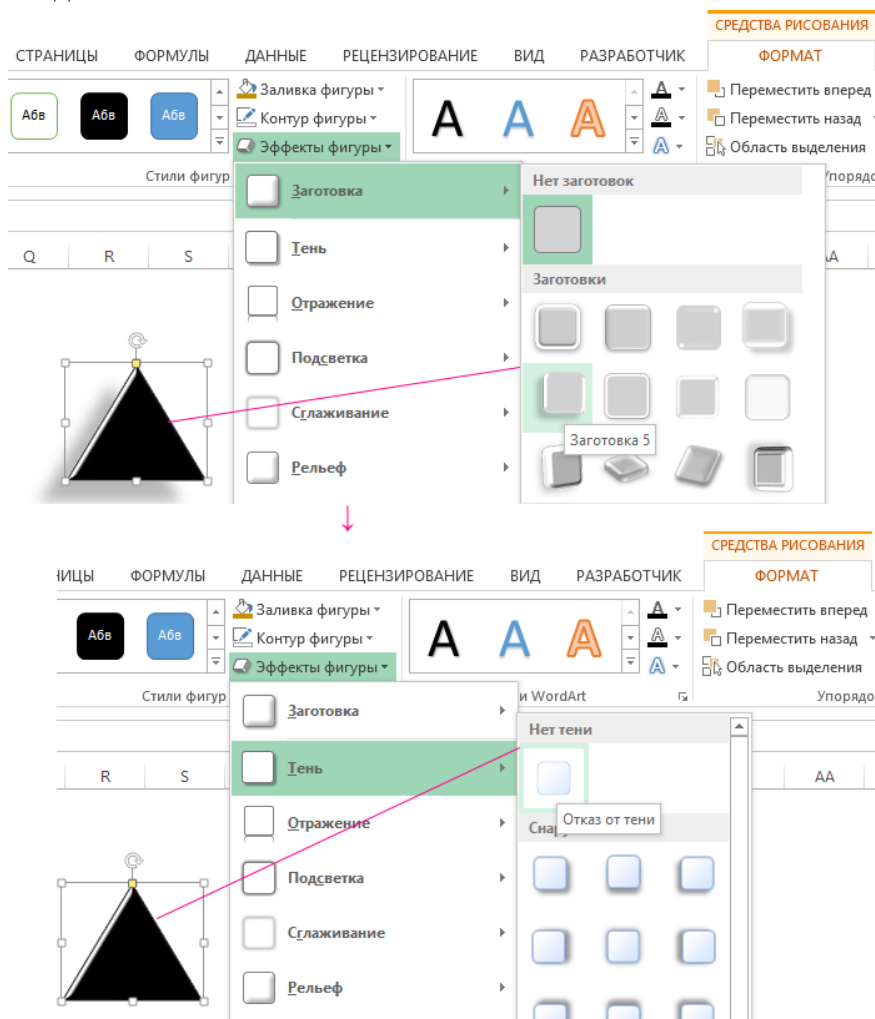 СРЕДСТВА РИСОВАНИЯ
СТРАНИЦЫ ФОРМУЛЫ ДАННЫЕ РЕЦЕНЗИРОВАНИЕ ВИД РАЗРАБОТЧИК ФОРМАТ
Абв Абв Абв
Заливка фигуры
Контур фигуры
Эффекты фигуры
А А А
А
А
А
Переместить вперед
Переместить назад
Область выделения
Стили фигур
Упорядо
Q R S AA
Заготовка
Тень
Отражение
Подсветка
Сглаживание
Рельеф
Нет заготовок
Заготовки
Заготовка 5
СРЕДСТВА РИСОВАНИЯ
НИЦЫ ФОРМУЛЫ ДАННЫЕ РЕЦЕНЗИРОВАНИЕ ВИД РАЗРАБОТЧИК ФОРМАТ
Абв Абв
Заливка фигуры
Контур фигуры
Эффекты фигуры
А А А
А
А
А
Переместить вперед
Переместить назад
Область выделения
Стили фигур
и WordArt
Упорядо
R S AA
Заготовка
Тень
Отражение
Подсветка
Сглаживание
Рельеф
Нет тени
Отказ от тени
Снару